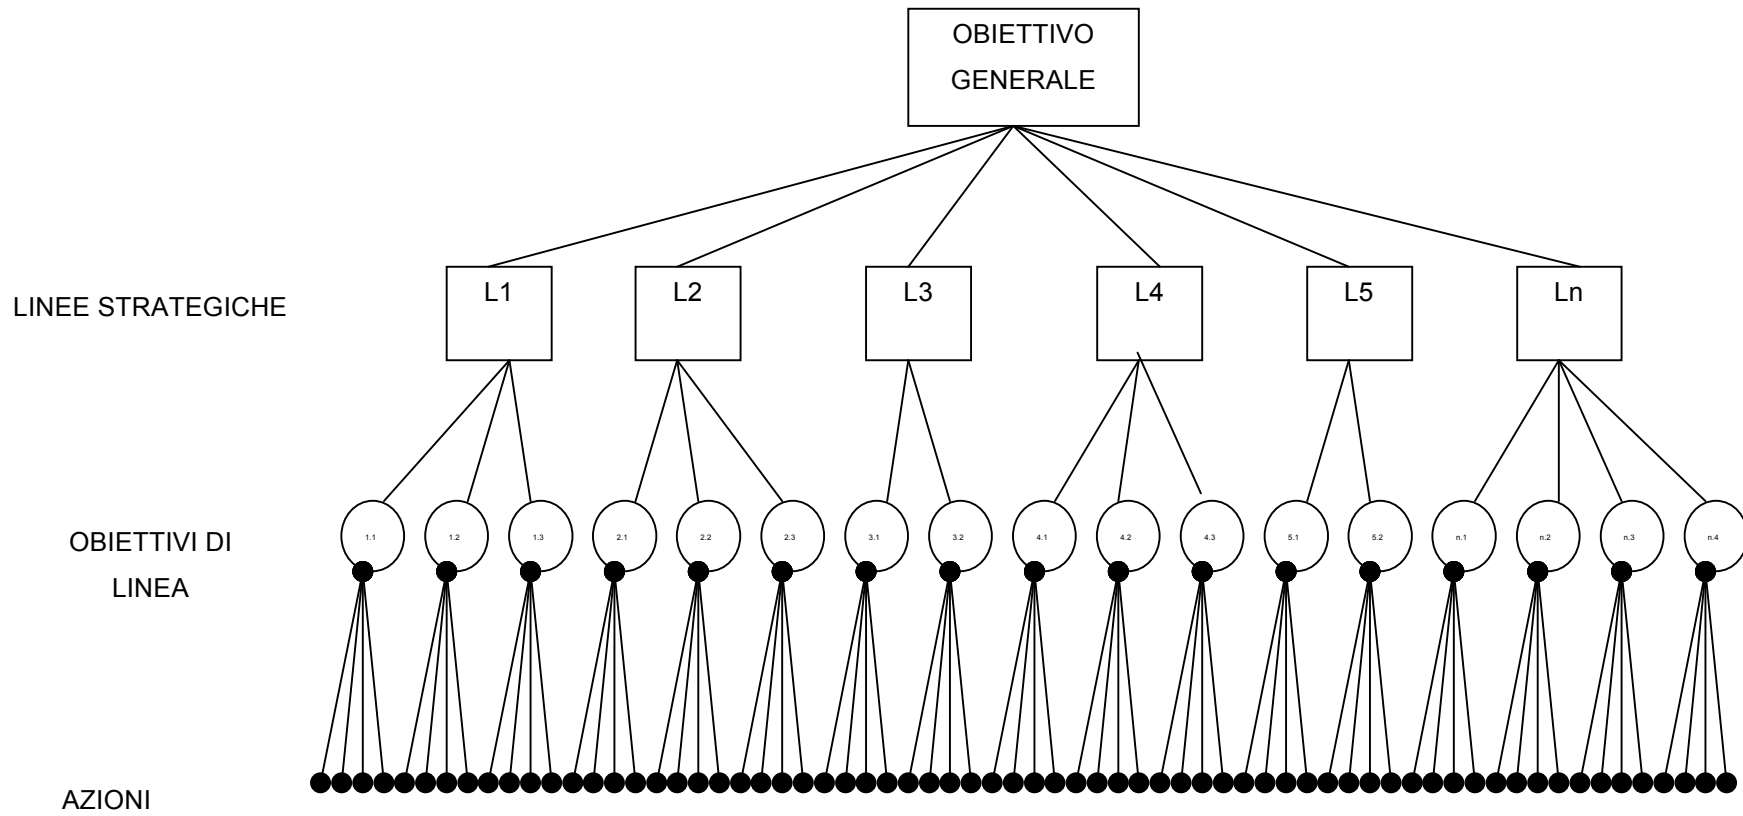 OBIETTIVO
GENERALE
LINEE STRATEGICHE
L1
L2
L3
L4
L5
Ln
OBIETTIVI DI
LINEA
1.1
1.2
1.3
2.1
2.2
2.3
3.1
3.2
4.1
4.2
4.3
5.1
5.2
n.1
n.2
n.3
n.4
AZIONI